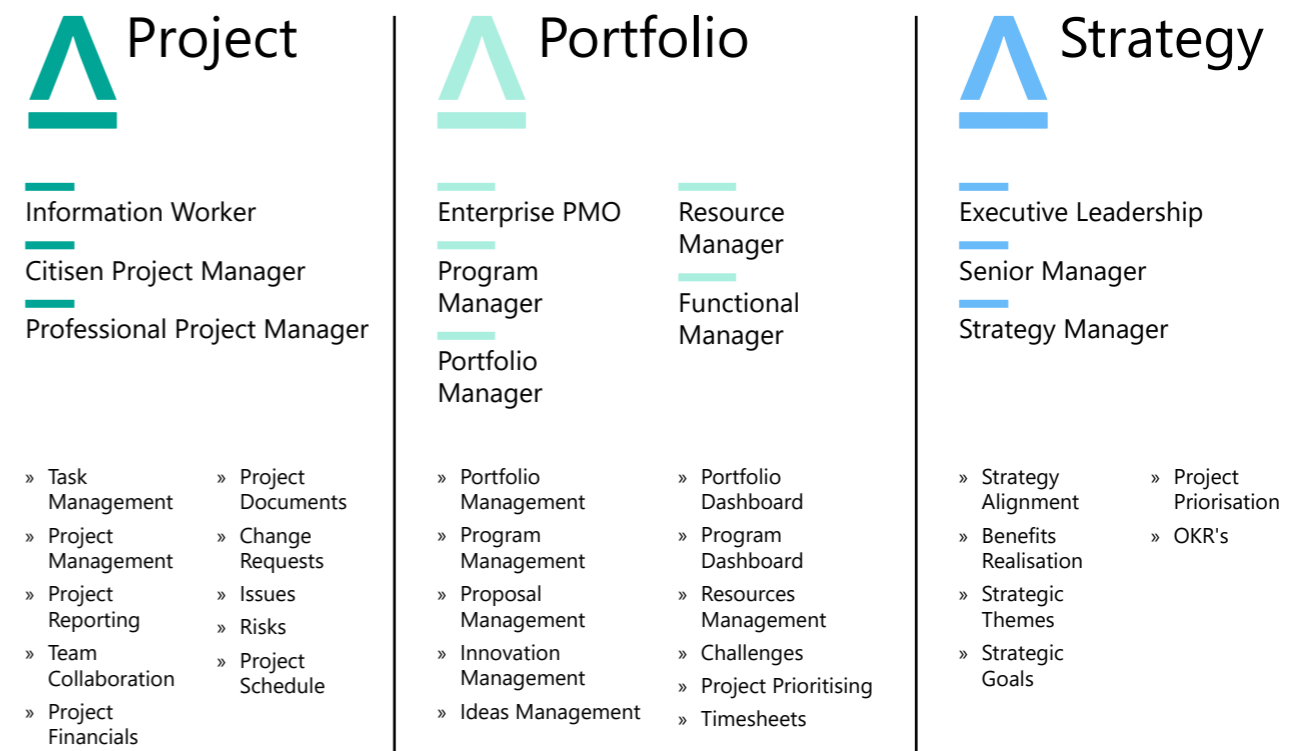 Project
Information Worker
Citisen Project Manager
Professional Project Manager
» Task
Management
» Project
Management
» Project
Reporting
» Team
Collaboration
» Project
Financials
» Project
Documents
» Change
Requests
» Issues
» Risks
» Project
Schedule
Portfolio
Enterprise PMO
Program
Manager
Portfolio
Manager
Resource
Manager
Functional
Manager
» Portfolio
Management
» Program
Management
» Proposal
Management
» Innovation
Management
» Ideas Management
» Portfolio
Dashboard
» Program
Dashboard
» Resources
Management
» Challenges
» Project Prioritising
» Timesheets
Strategy
Executive Leadership
Senior Manager
Strategy Manager
» Strategy
Alignment
» Benefits
Realisation
» Strategic
Themes
» Strategic
Goals
» Project
Priorisation
» OKR's